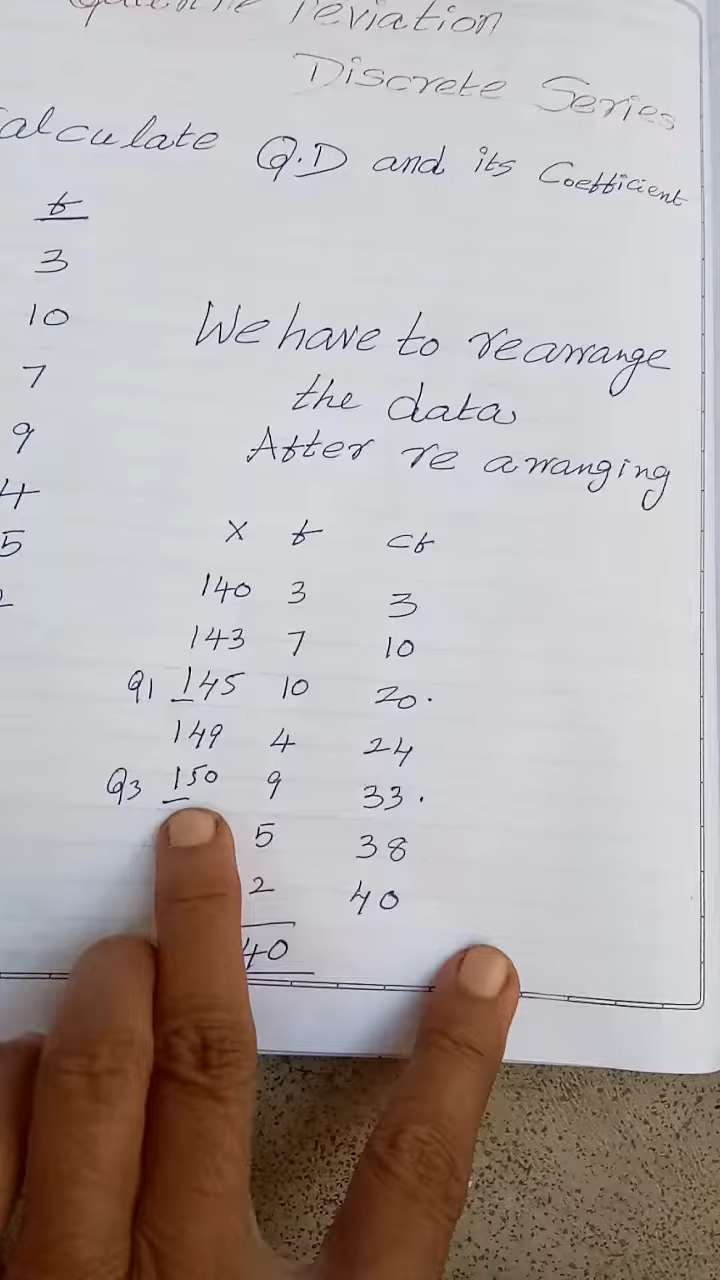 Deviation
Discrete Series
alculate Q.D and its Coefficient
f
3
10
7
9
4
5
2
We have to rearrange
the data
After re arranging
X f cf
140 3 3
143 7 10
Q1 145 10 20.
149 4 24
Q3 150 9 33.
5 38
2 40
40